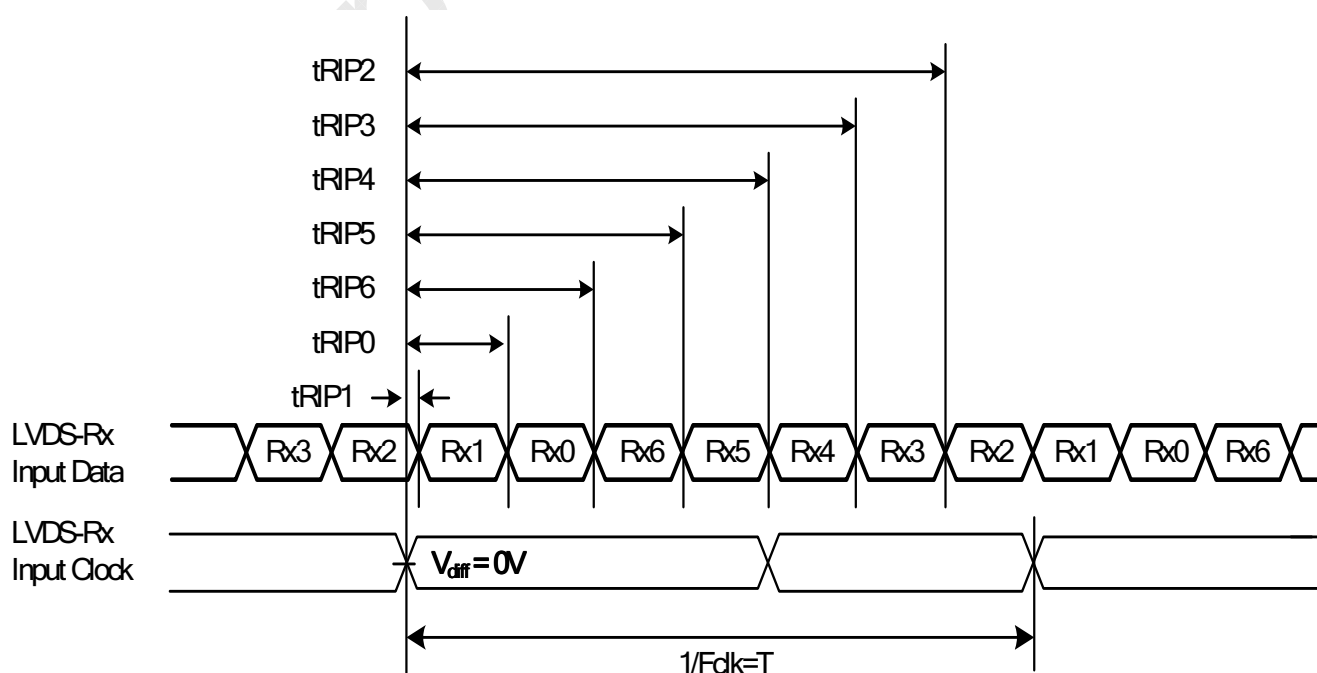 tRIP2
tRIP3
tRIP4
tRIP5
tRIP6
tRIP0
tRIP1
LVDS-Rx
Input Data
Rx3 Rx2 Rx1 Rx0 Rx6 Rx5 Rx4 Rx3 Rx2 Rx1 Rx0 Rx6
LVDS-Rx
Input Clock
Vdiff = 0V
1/Fclk=T